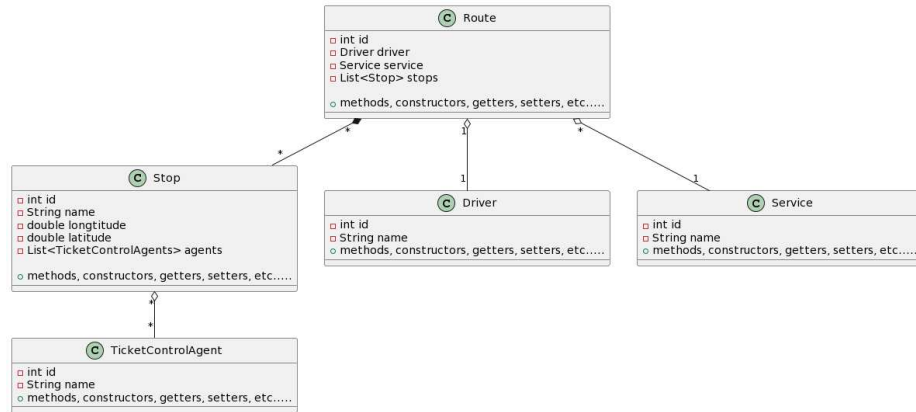 C Route
int id
Driver driver
Service service
List<Stop> stops
methods, constructors, getters, setters, etc.....
* 1 *
* 1 1
C Stop
int id
String name
double longtitude
double latitude
List<TicketControlAgents> agents
methods, constructors, getters, setters, etc.....
C Driver
int id
String name
methods, constructors, getters, setters, etc.....
C Service
int id
String name
methods, constructors, getters, setters, etc.....
*
*
C TicketControlAgent
int id
String name
methods, constructors, getters, setters, etc.....